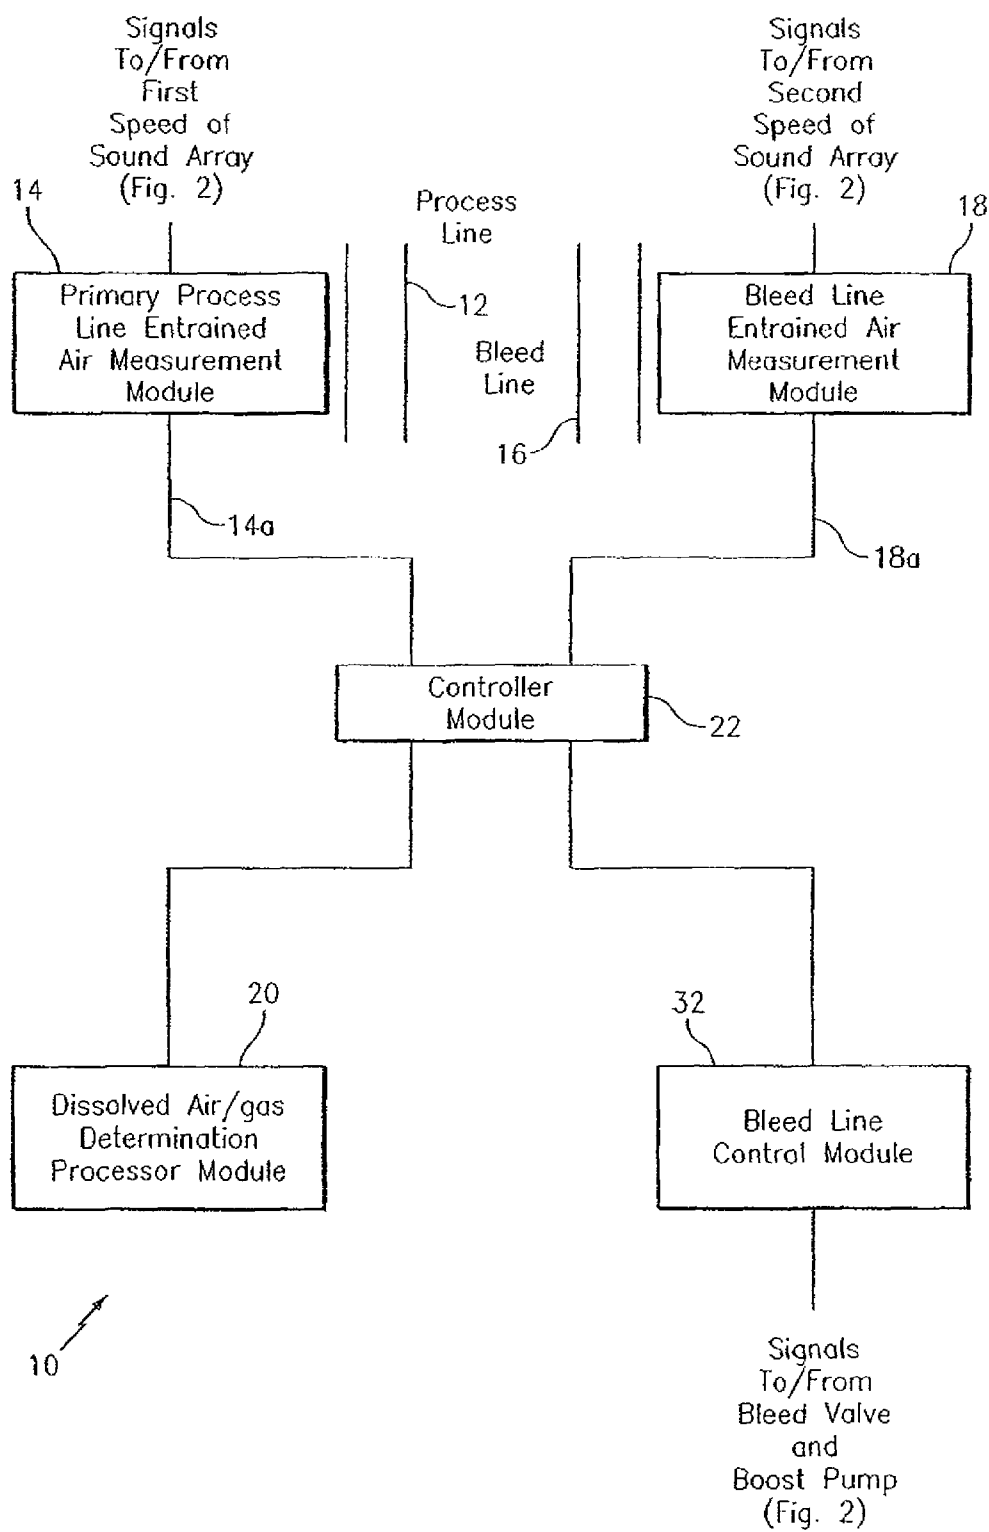 Signals
To/From
First
Speed of
Sound Array
(Fig. 2)
Signals
To/From
Second
Speed of
Sound Array
(Fig. 2)
14
Process
Line
18
Primary Process
Line Entrained
Air Measurement
Module
12
Bleed Line
Entrained Air
Measurement
Module
Bleed
Line
16
14a
18a
Controller
Module
22
20
32
Dissolved Air/gas
Determination
Processor Module
Bleed Line
Control Module
10
Signals
To/From
Bleed Valve
and
Boost Pump
(Fig. 2)